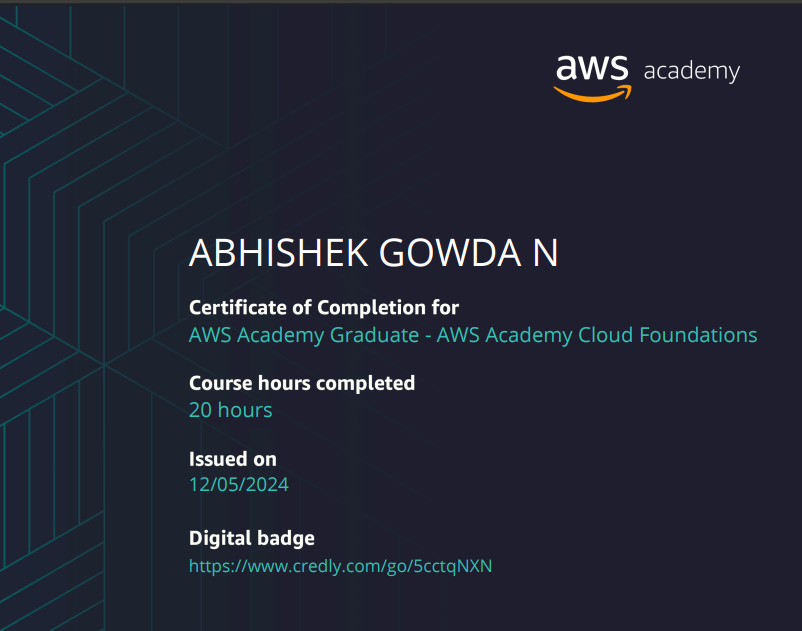 aws academy
ABHISHEK GOWDA N
Certificate of Completion for
AWS Academy Graduate - AWS Academy Cloud Foundations
Course hours completed
20 hours
Issued on
12/05/2024
Digital badge
https://www.credly.com/go/5cctqNXN